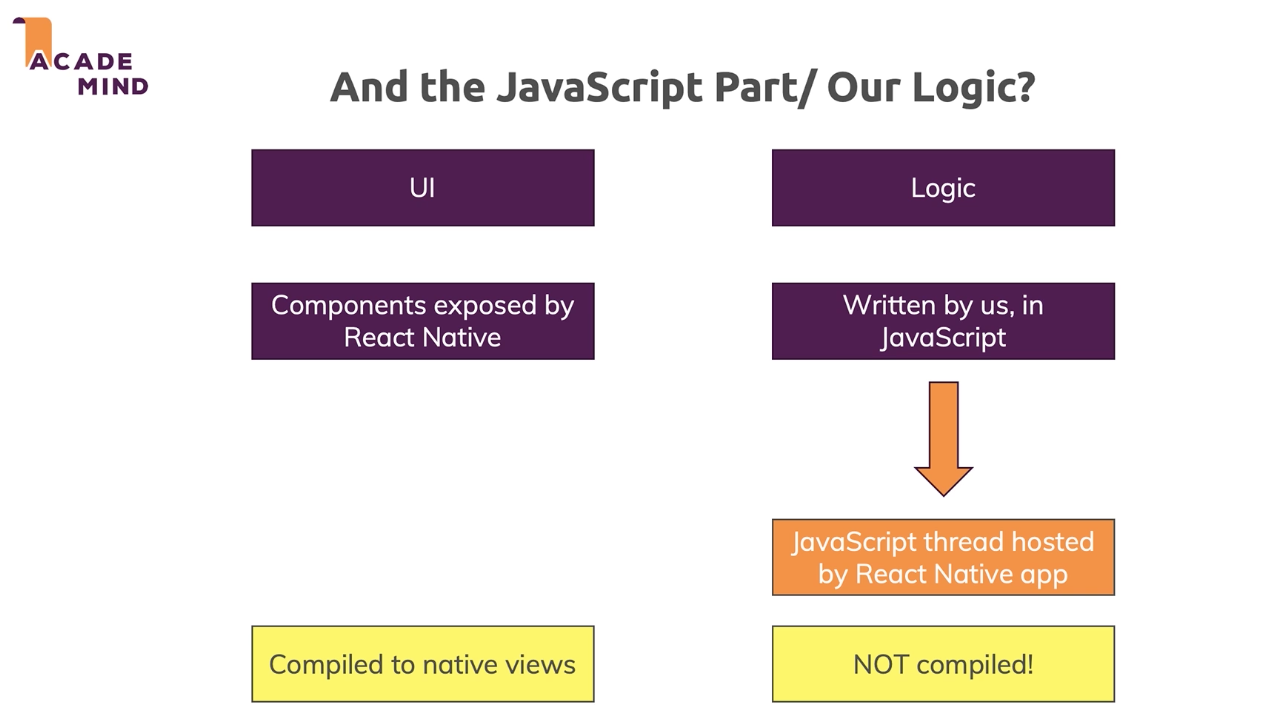 ACADE
MIND
And the JavaScript Part/ Our Logic?
UI
Logic
Components exposed by
React Native
Written by us, in
JavaScript
JavaScript thread hosted
by React Native app
Compiled to native views
NOT compiled!